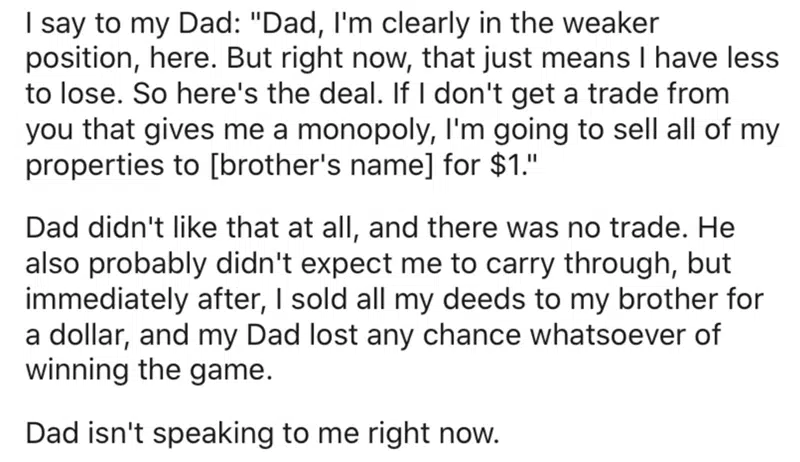 I say to my Dad: "Dad, I'm clearly in the weaker
position, here. But right now, that just means I have less
to lose. So here's the deal. If I don't get a trade from
you that gives me a monopoly, I'm going to sell all of my
properties to [brother's name] for $1."
Dad didn't like that at all, and there was no trade. He
also probably didn't expect me to carry through, but
immediately after, I sold all my deeds to my brother for
a dollar, and my Dad lost any chance whatsoever of
winning the game.
Dad isn't speaking to me right now.